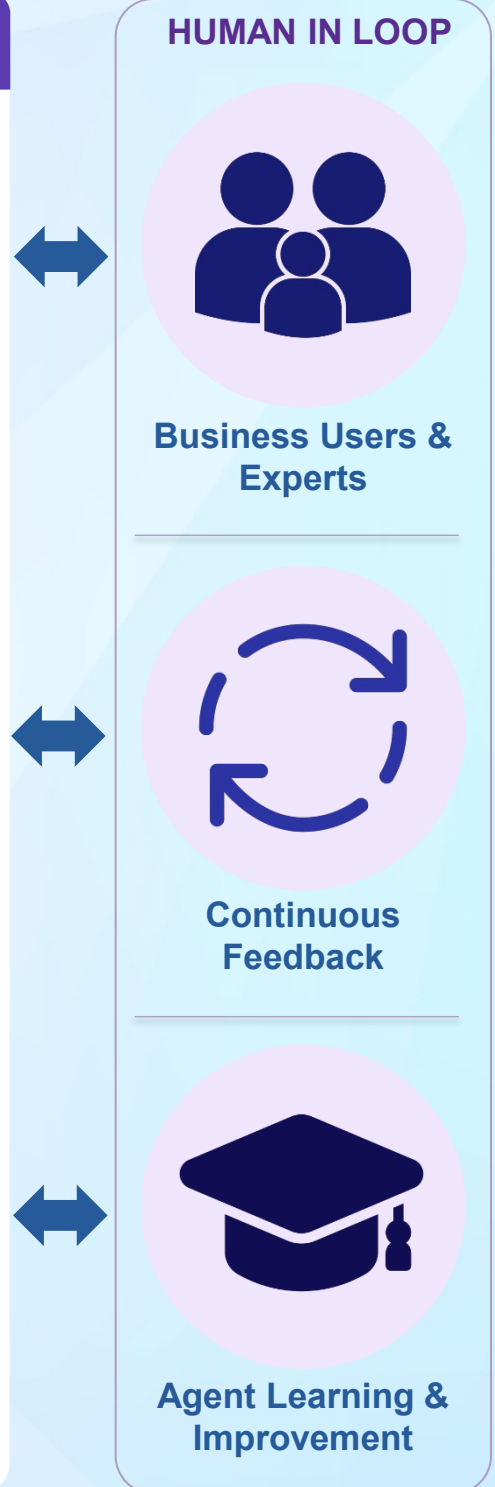 HUMAN IN LOOP
Business Users &
Experts
Continuous
Feedback
Agent Learning &
Improvement